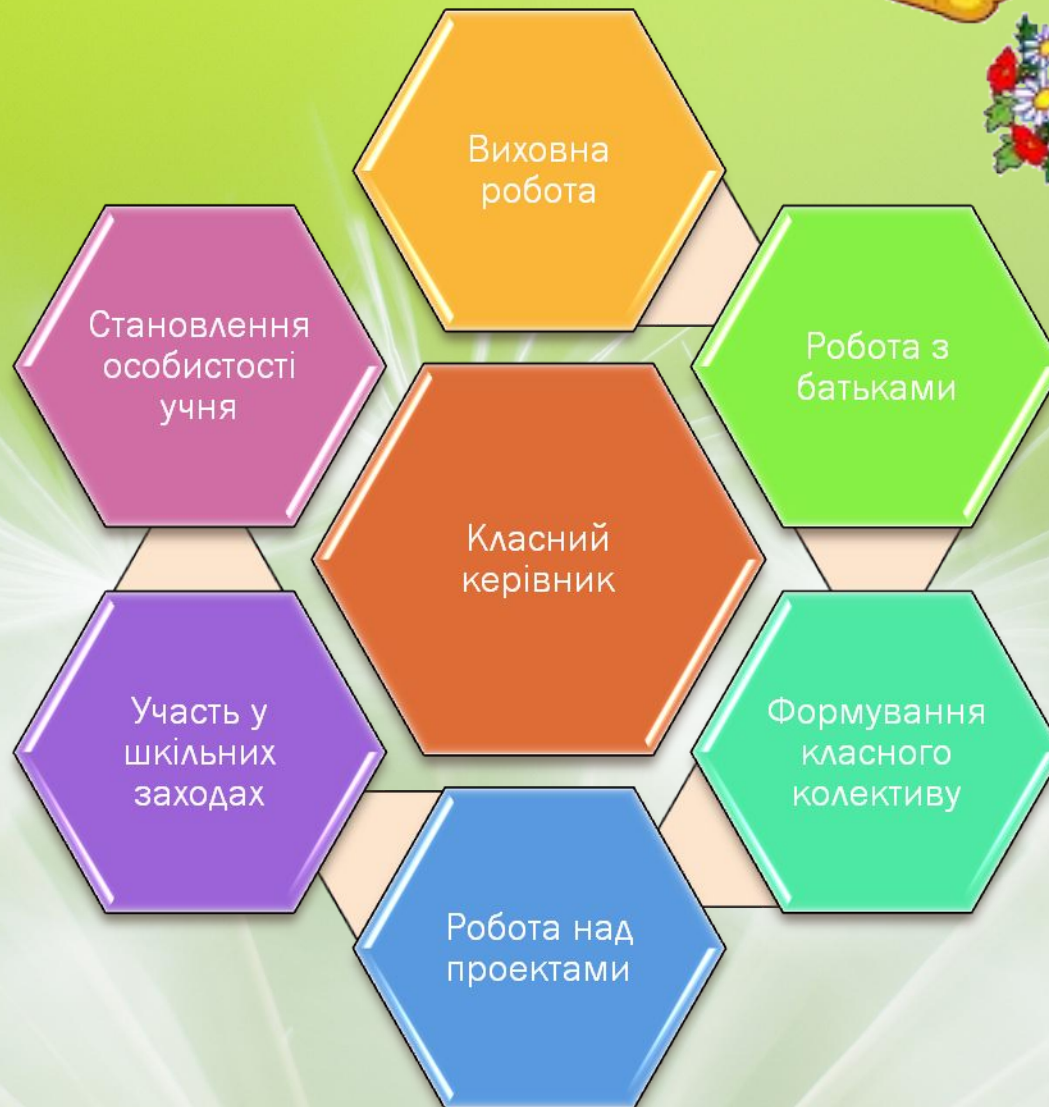 Виховна
робота
Становлення
особистості
учня
Робота з
батьками
Класний
керівник
Участь у
шкільних
заходах
Формування
класного
колективу
Робота над
проектами